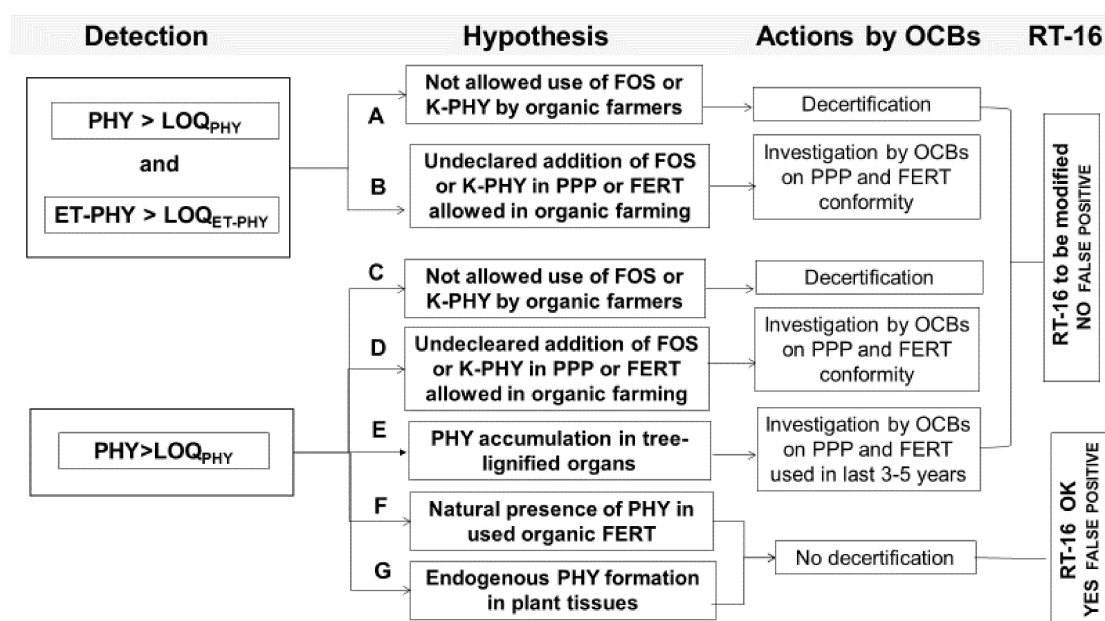 Detection Hypothesis Actions by OCBs RT-16
PHY > LOQPHY
and
ET-PHY > LOQET-PHY
A
Not allowed use of FOS or
K-PHY by organic farmers
Decertification
B
Undeclared addition of FOS
or K-PHY in PPP or FERT
allowed in organic farming
Investigation by OCBs
on PPP and FERT
conformity
RT-16 to be modified
NO FALSE POSITIVE
PHY>LOQPHY
C
Not allowed use of FOS or
K-PHY by organic farmers
Decertification
D
Undecleared addition of FOS
or K-PHY in PPP or FERT
allowed in organic farming
Investigation by OCBs
on PPP and FERT
conformity
E
PHY accumulation in tree-
lignified organs
Investigation by OCBs
on PPP and FERT
used in last 3-5 years
F
Natural presence of PHY in
used organic FERT
G
Endogenous PHY formation
in plant tissues
No decertification
RT-16 OK
YES FALSE POSITIVE